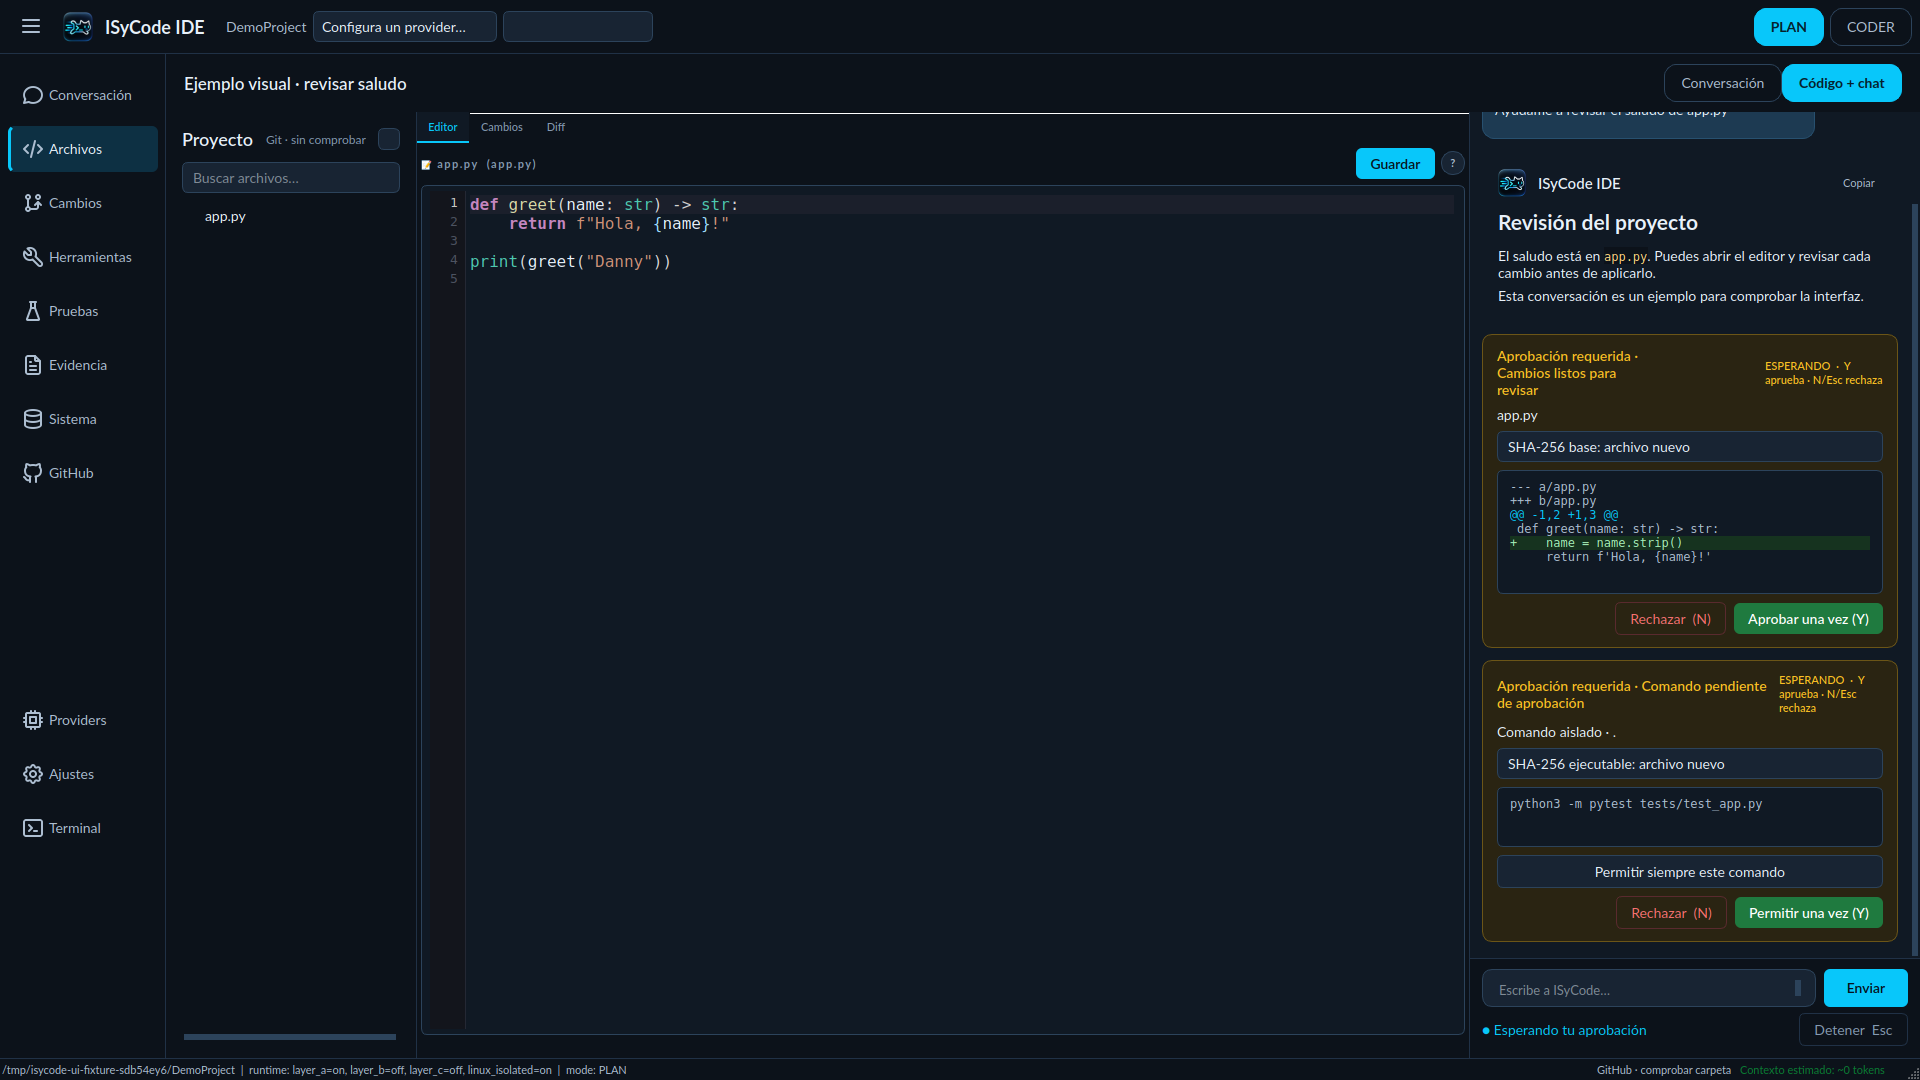 ISyCode IDE
DemoProject
Configura un provider...
PLAN
CODER
Conversación
Archivos
Cambios
Herramientas
Pruebas
Evidencia
Sistema
GitHub
Providers
Ajustes
Terminal
Ejemplo visual · revisar saludo
Conversación
Código + chat
Proyecto
Git · sin comprobar
Buscar archivos...
app.py
Editor
Cambios
Diff
app.py (app.py)
Guardar
?
1 def greet(name: str) -> str:
2     return f"Hola, {name}!"
3
4 print(greet("Danny"))
5
Ayúdame a revisar el saludo de app.py
ISyCode IDE
Copiar
Revisión del proyecto
El saludo está en app.py. Puedes abrir el editor y revisar cada
cambio antes de aplicarlo.
Esta conversación es un ejemplo para comprobar la interfaz.
Aprobación requerida ·
Cambios listos para
revisar
ESPERANDO · Y
aprueba · N/Esc rechaza
app.py
SHA-256 base: archivo nuevo
--- a/app.py
+++ b/app.py
@@ -1,2 +1,3 @@
 def greet(name: str) -> str:
+    name = name.strip()
     return f'Hola, {name}!'
Rechazar (N)
Aprobar una vez (Y)
Aprobación requerida · Comando pendiente
de aprobación
ESPERANDO · Y
aprueba · N/Esc
rechaza
Comando aislado · .
SHA-256 ejecutable: archivo nuevo
python3 -m pytest tests/test_app.py
Permitir siempre este comando
Rechazar (N)
Permitir una vez (Y)
Escribe a ISyCode...
Enviar
Esperando tu aprobación
Detener Esc
/tmp/isycode-ui-fixture-sdb54ey6/DemoProject | runtime: layer_a=on, layer_b=off, layer_c=off, linux_isolated=on | mode: PLAN
GitHub · comprobar carpeta
Contexto estimado: ~0 tokens